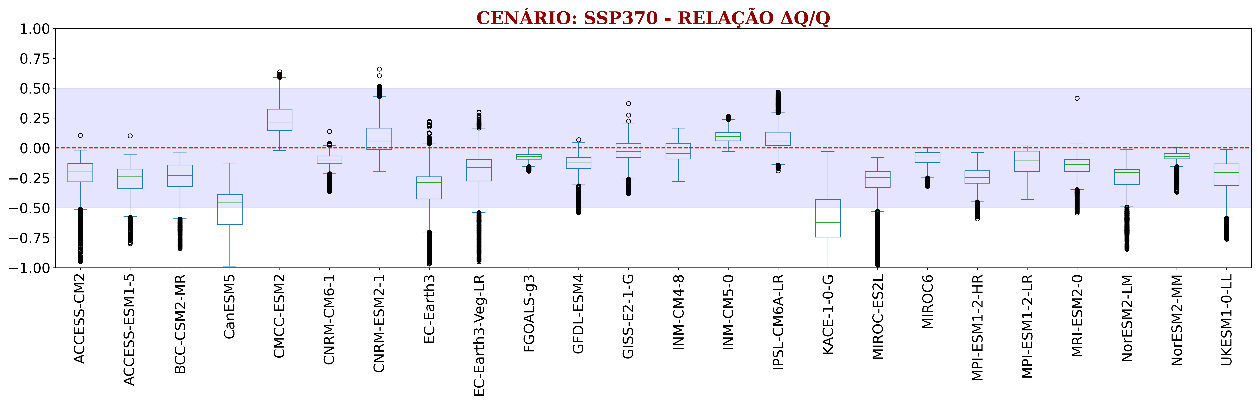 CENÁRIO: SSP370 - RELAÇÃO ΔQ/Q
1.00
0.75
0.50
0.25
0.00
−0.25
−0.50
−0.75
−1.00
ACCESS-CM2
ACCESS-ESM1-5
BCC-CSM2-MR
CanESM5
CMCC-ESM2
CNRM-CM6-1
CNRM-ESM2-1
EC-Earth3
EC-Earth3-Veg-LR
FGOALS-g3
GFDL-ESM4
GISS-E2-1-G
INM-CM4-8
INM-CM5-0
IPSL-CM6A-LR
KACE-1-0-G
MIROC-ES2L
MIROC6
MPI-ESM1-2-HR
MPI-ESM1-2-LR
MRI-ESM2-0
NorESM2-LM
NorESM2-MM
UKESM1-0-LL